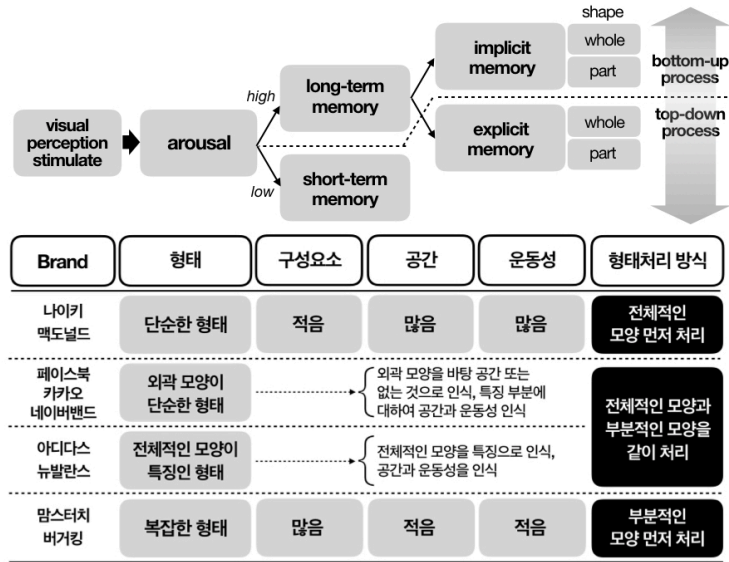 shape
implicit
memory
whole
part
bottom-up
process
long-term
memory
high
visual
perception
stimulate
arousal
top-down
process
explicit
memory
whole
part
low
short-term
memory
Brand
형태
구성요소
공간
운동성
형태처리 방식
나이키
맥도널드
단순한 형태
적음
많음
많음
전체적인
모양 먼저 처리
페이스북
카카오
네이버밴드
외곽 모양이
단순한 형태
외곽 모양을 바탕 공간 또는
없는 것으로 인식, 특징 부분에
대하여 공간과 운동성 인식
전체적인 모양과
부분적인 모양을
같이 처리
아디다스
뉴발란스
전체적인 모양이
특징인 형태
전체적인 모양을 특징으로 인식,
공간과 운동성을 인식
맘스터치
버거킹
복잡한 형태
많음
적음
적음
부분적인
모양 먼저 처리